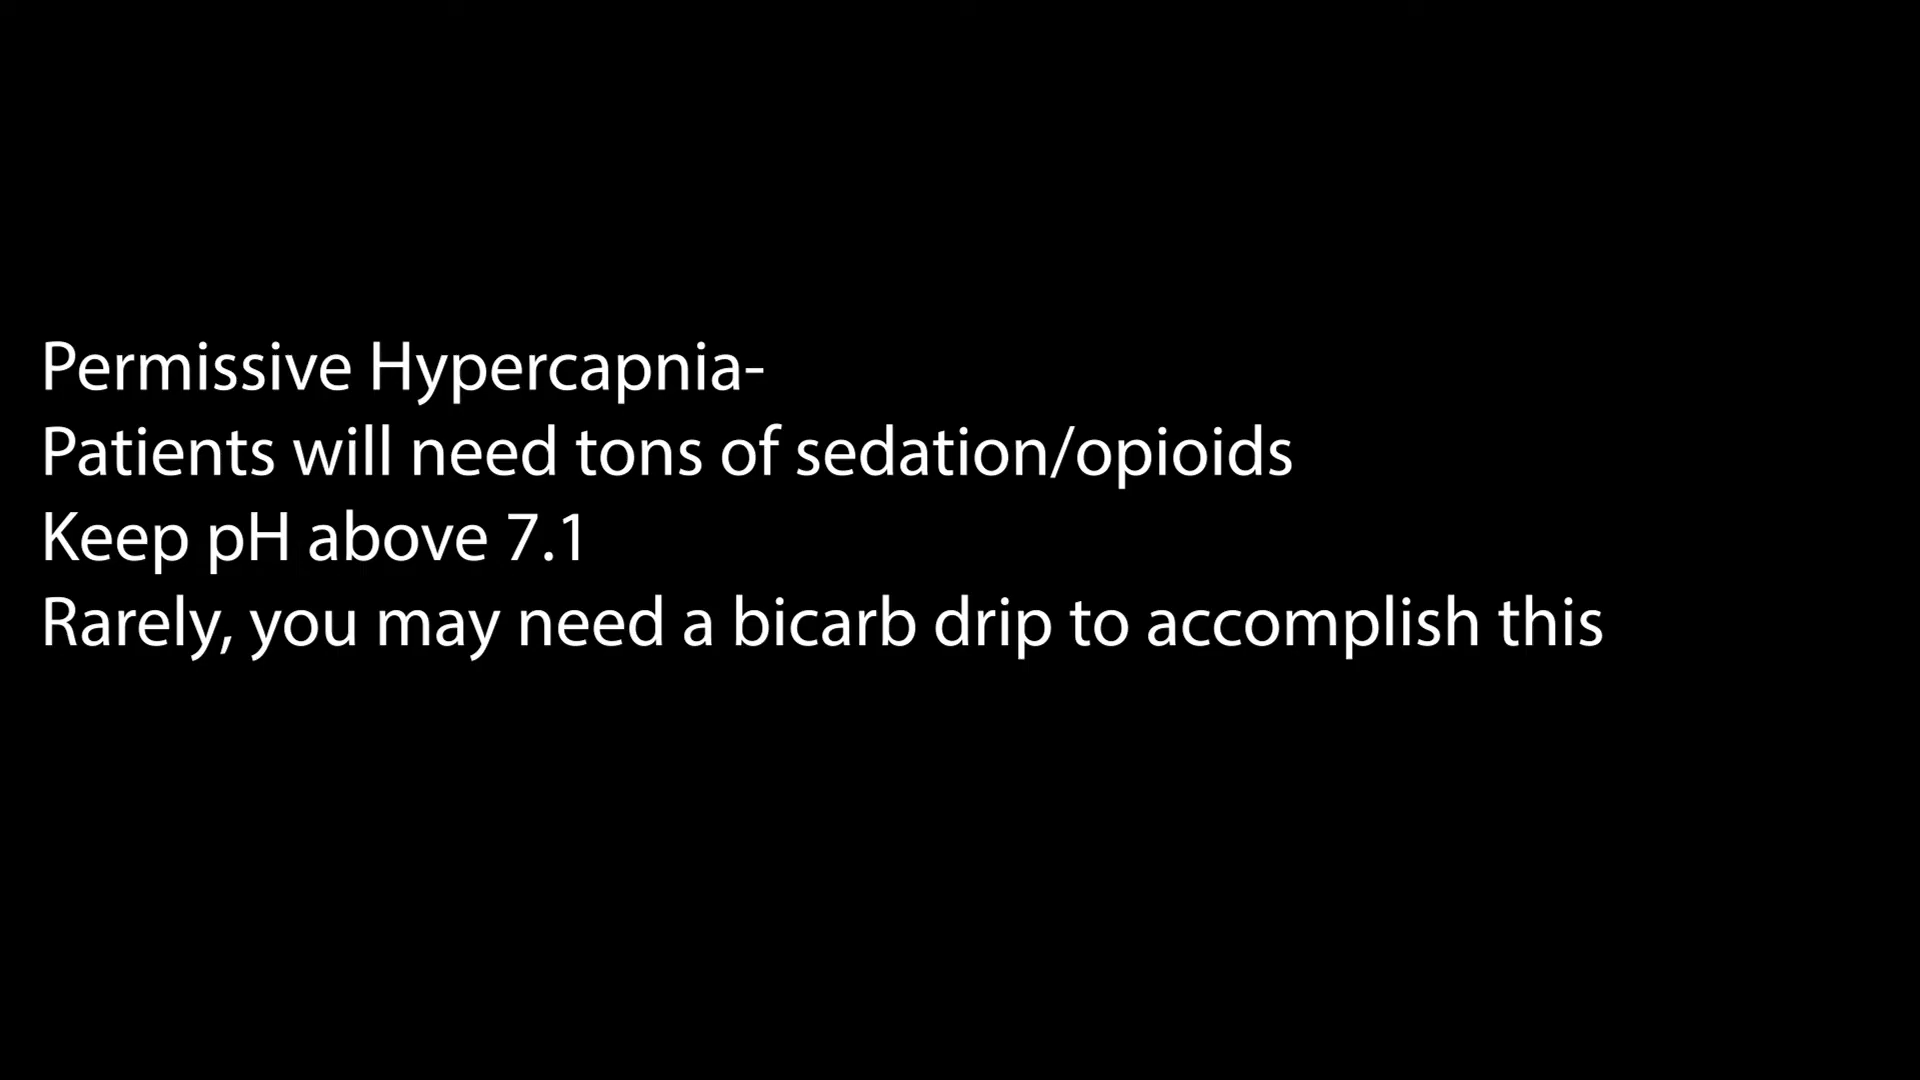 Permissive Hypercapnia-
Patients will need tons of sedation/opioids
Keep pH above 7.1
Rarely, you may need a bicarb drip to accomplish this